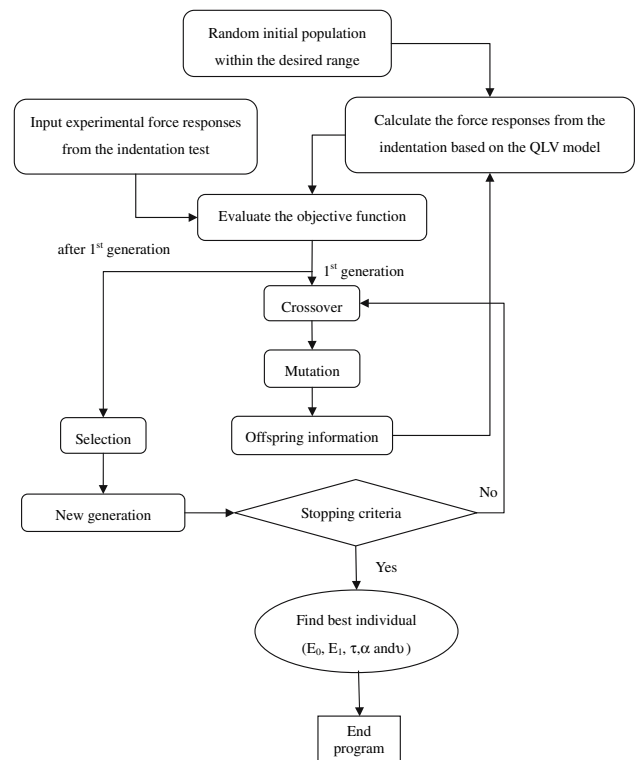 Random initial population
within the desired range
Input experimental force responses
from the indentation test
Calculate the force responses from the
indentation based on the QLV model
Evaluate the objective function
after 1st generation
1st generation
Crossover
Mutation
Offspring information
Selection
New generation
Stopping criteria
No
Yes
Find best individual
(E0, E1, τ,α andυ )
End
program